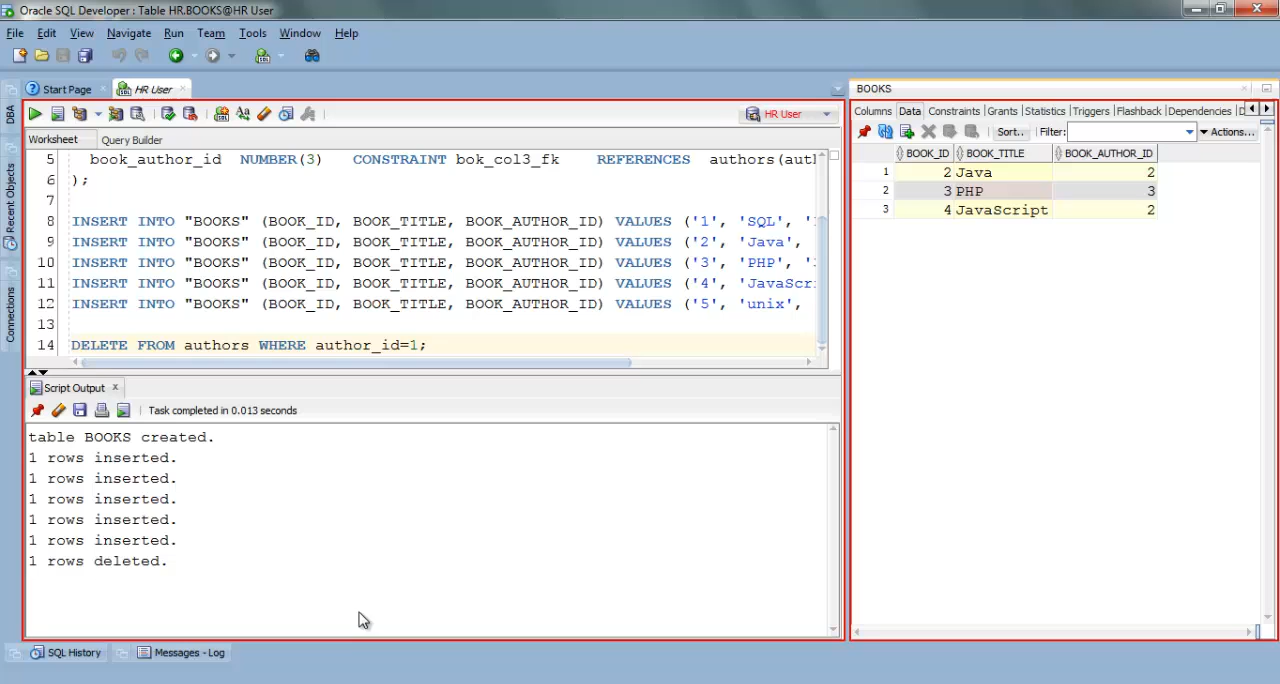 Oracle SQL Developer : Table HR.BOOKS@HR User
File Edit View Navigate Run Team Tools Window Help
Start Page
HR User
HR User
Worksheet Query Builder
5 book_author_id NUMBER(3) CONSTRAINT bok_col3_fk REFERENCES authors(aut
6 );
7
8 INSERT INTO "BOOKS" (BOOK_ID, BOOK_TITLE, BOOK_AUTHOR_ID) VALUES ('1', 'SQL',
9 INSERT INTO "BOOKS" (BOOK_ID, BOOK_TITLE, BOOK_AUTHOR_ID) VALUES ('2', 'Java',
10 INSERT INTO "BOOKS" (BOOK_ID, BOOK_TITLE, BOOK_AUTHOR_ID) VALUES ('3', 'PHP',
11 INSERT INTO "BOOKS" (BOOK_ID, BOOK_TITLE, BOOK_AUTHOR_ID) VALUES ('4', 'JavaScr
12 INSERT INTO "BOOKS" (BOOK_ID, BOOK_TITLE, BOOK_AUTHOR_ID) VALUES ('5', 'unix',
13
14 DELETE FROM authors WHERE author_id=1;
Script Output
Task completed in 0.013 seconds
table BOOKS created.
1 rows inserted.
1 rows inserted.
1 rows inserted.
1 rows inserted.
1 rows inserted.
1 rows deleted.
SQL History Messages - Log
DBA
Recent Objects
Connections
BOOKS
Columns Data Constraints Grants Statistics Triggers Flashback Dependencies D
Sort.. Filter: Actions...
BOOK_ID BOOK_TITLE BOOK_AUTHOR_ID
1 2 Java 2
2 3 PHP 3
3 4 JavaScript 2